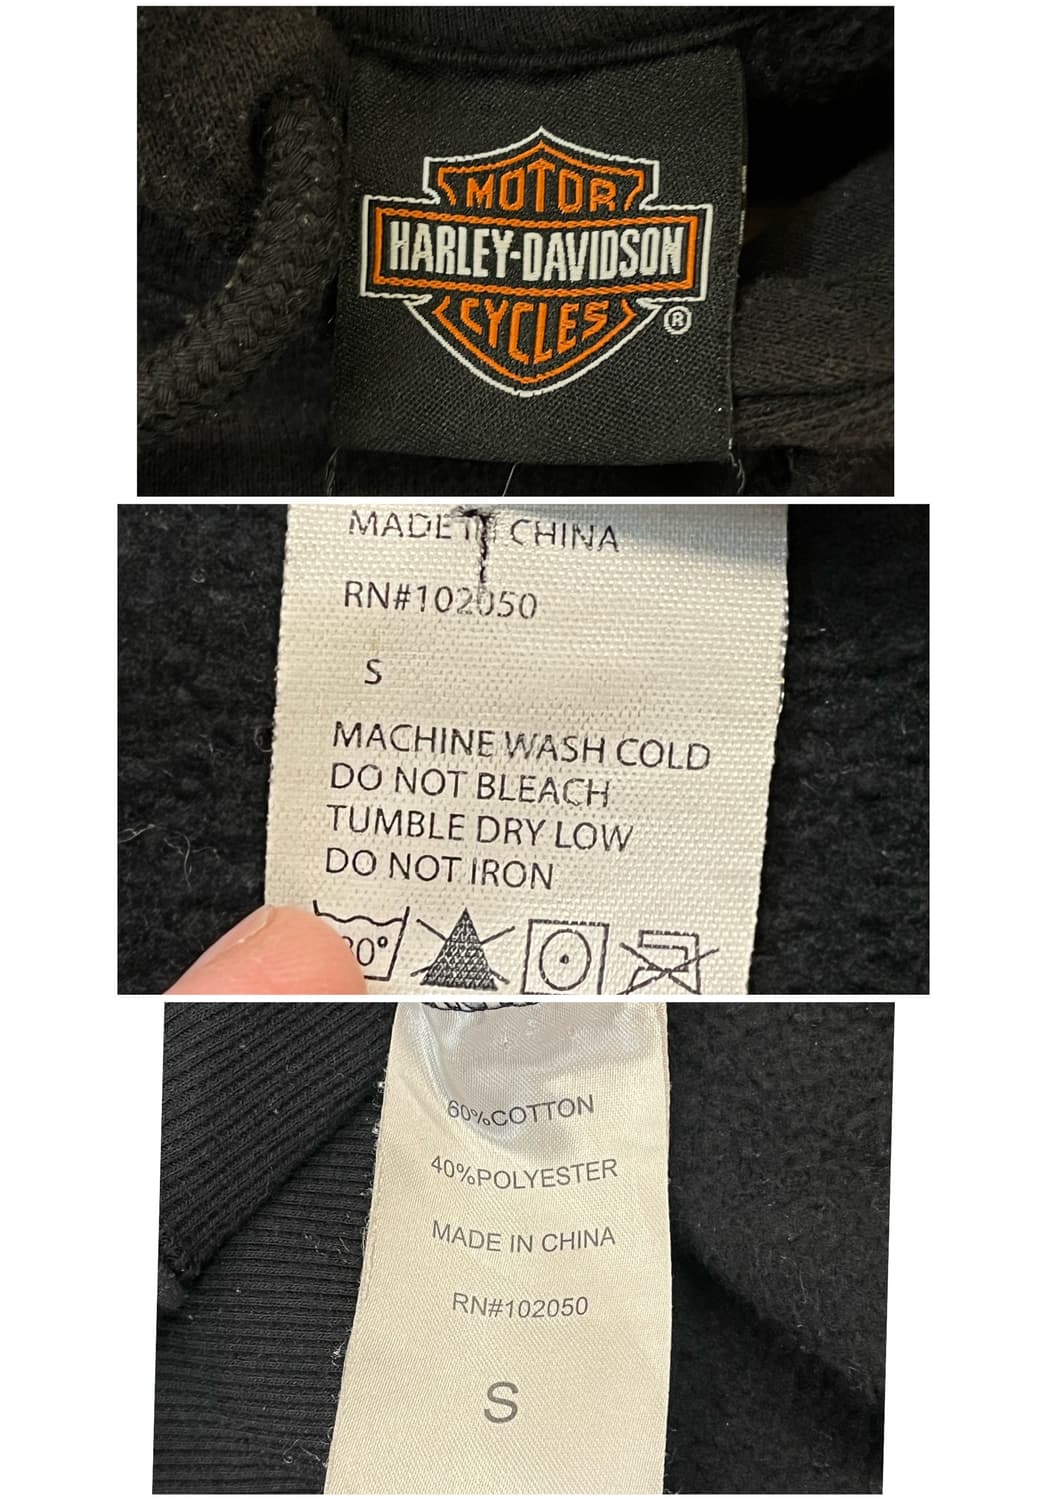 MOTOR
HARLEY-DAVIDSON
CYCLES
®
MADE IN CHINA
RN#102050
S
MACHINE WASH COLD
DO NOT BLEACH
TUMBLE DRY LOW
DO NOT IRON
60%COTTON
40%POLYESTER
MADE IN CHINA
RN#102050
S